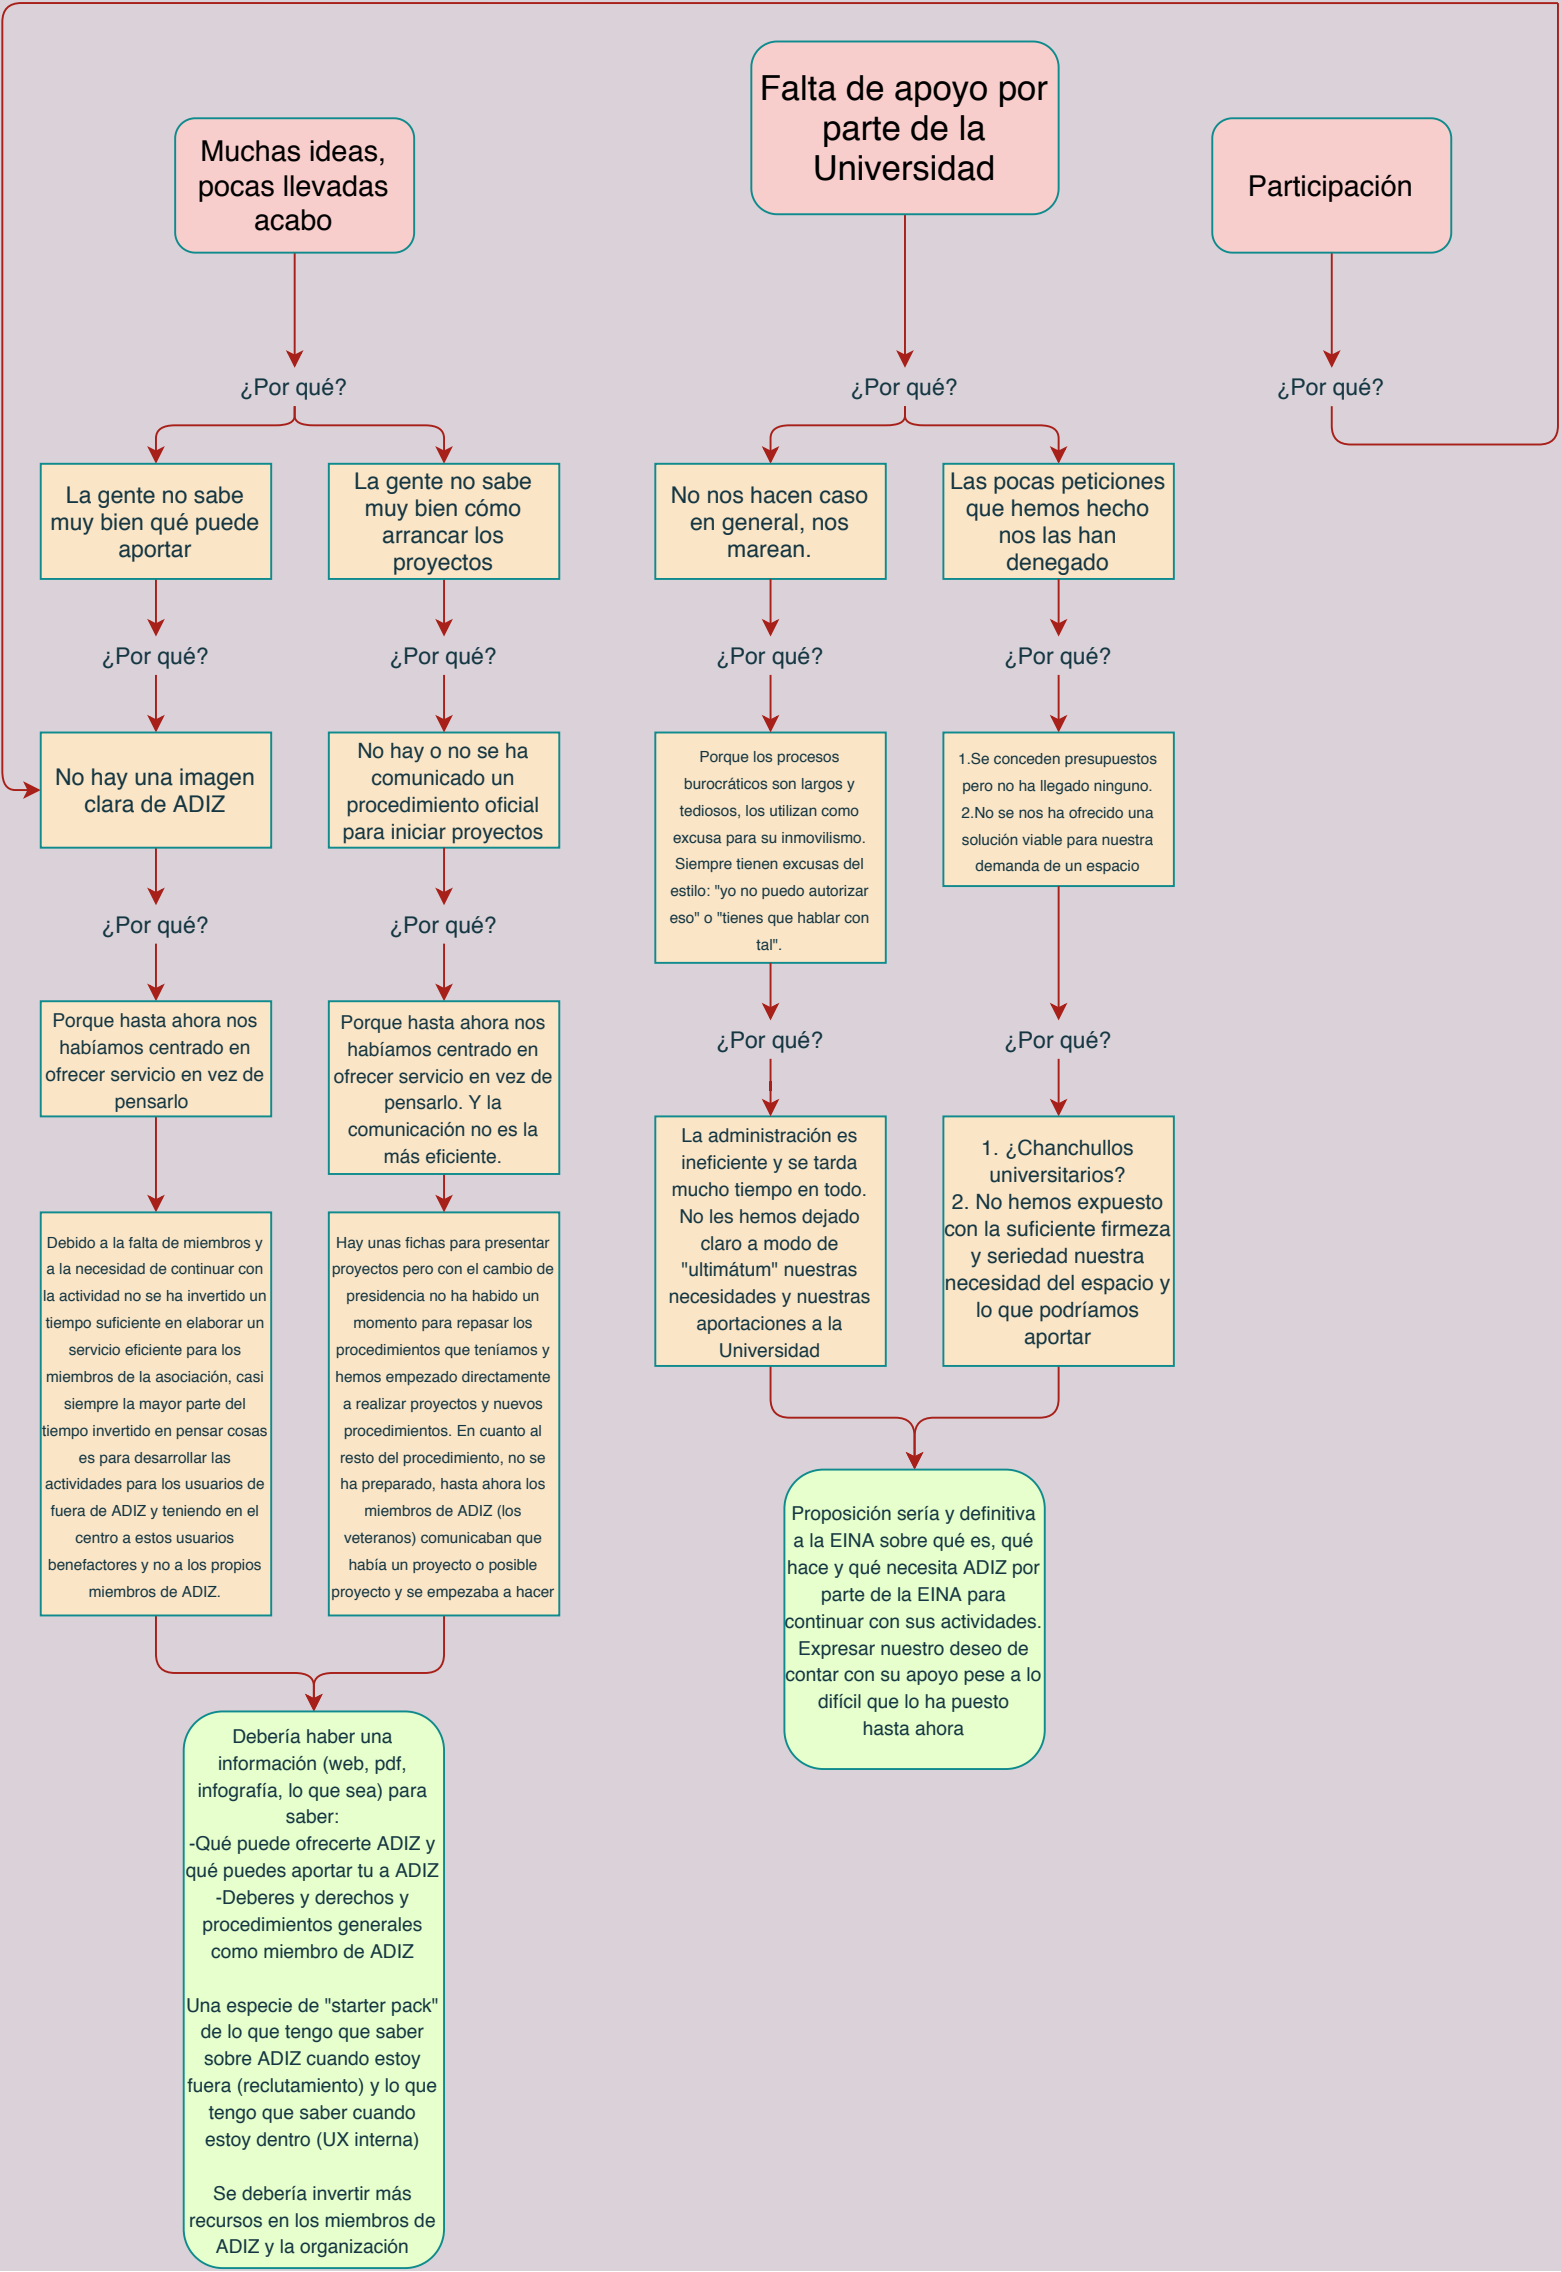 Muchas ideas,
pocas llevadas
acabo
Falta de apoyo por
parte de la
Universidad
Participación
¿Por qué?
¿Por qué?
¿Por qué?
La gente no sabe
muy bien qué puede
aportar
La gente no sabe
muy bien cómo
arrancar los
proyectos
No nos hacen caso
en general, nos
marean.
Las pocas peticiones
que hemos hecho
nos las han
denegado
¿Por qué?
¿Por qué?
¿Por qué?
¿Por qué?
No hay una imagen
clara de ADIZ
No hay o no se ha
comunicado un
procedimiento oficial
para iniciar proyectos
Porque los procesos
burocráticos son largos y
tediosos, los utilizan como
excusa para su inmovilismo.
Siempre tienen excusas del
estilo: "yo no puedo autorizar
eso" o "tienes que hablar con
tal".
1.Se conceden presupuestos
pero no ha llegado ninguno.
2.No se nos ha ofrecido una
solución viable para nuestra
demanda de un espacio
¿Por qué?
¿Por qué?
¿Por qué?
¿Por qué?
Porque hasta ahora nos
habíamos centrado en
ofrecer servicio en vez de
pensarlo
Porque hasta ahora nos
habíamos centrado en
ofrecer servicio en vez de
pensarlo. Y la
comunicación no es la
más eficiente.
La administración es
ineficiente y se tarda
mucho tiempo en todo.
No les hemos dejado
claro a modo de
"ultimátum" nuestras
necesidades y nuestras
aportaciones a la
Universidad
1. ¿Chanchullos
universitarios?
2. No hemos expuesto
con la suficiente firmeza
y seriedad nuestra
necesidad del espacio y
lo que podríamos
aportar
Debido a la falta de miembros y
a la necesidad de continuar con
la actividad no se ha invertido un
tiempo suficiente en elaborar un
servicio eficiente para los
miembros de la asociación, casi
siempre la mayor parte del
tiempo invertido en pensar cosas
es para desarrollar las
actividades para los usuarios de
fuera de ADIZ y teniendo en el
centro a estos usuarios
benefactores y no a los propios
miembros de ADIZ.
Hay unas fichas para presentar
proyectos pero con el cambio de
presidencia no ha habido un
momento para repasar los
procedimientos que teníamos y
hemos empezado directamente
a realizar proyectos y nuevos
procedimientos. En cuanto al
resto del procedimiento, no se
ha preparado, hasta ahora los
miembros de ADIZ (los
veteranos) comunicaban que
había un proyecto o posible
proyecto y se empezaba a hacer
Proposición sería y definitiva
a la EINA sobre qué es, qué
hace y qué necesita ADIZ por
parte de la EINA para
continuar con sus actividades.
Expresar nuestro deseo de
contar con su apoyo pese a lo
difícil que lo ha puesto
hasta ahora
Debería haber una
información (web, pdf,
infografía, lo que sea) para
saber:
-Qué puede ofrecerte ADIZ y
qué puedes aportar tu a ADIZ
-Deberes y derechos y
procedimientos generales
como miembro de ADIZ
Una especie de "starter pack"
de lo que tengo que saber
sobre ADIZ cuando estoy
fuera (reclutamiento) y lo que
tengo que saber cuando
estoy dentro (UX interna)
Se debería invertir más
recursos en los miembros de
ADIZ y la organización